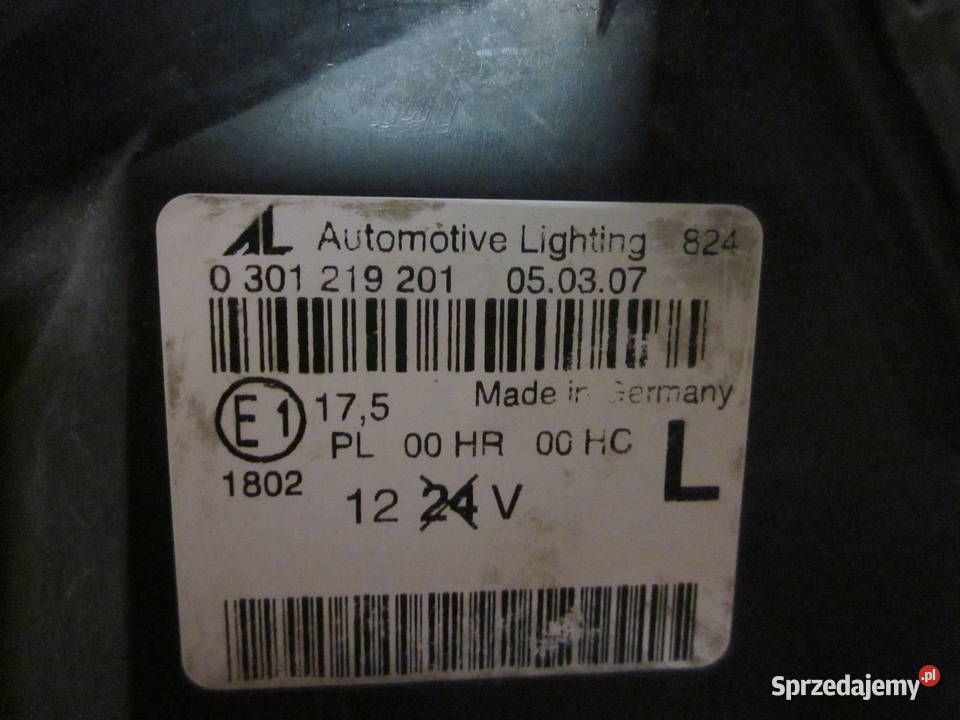 AL Automotive Lighting 824
0 301 219 201 05.03.07
Made in Germany
E1 17,5
PL 00 HR 00 HC
L
1802
12 24 V
Sprzedajemy.pl